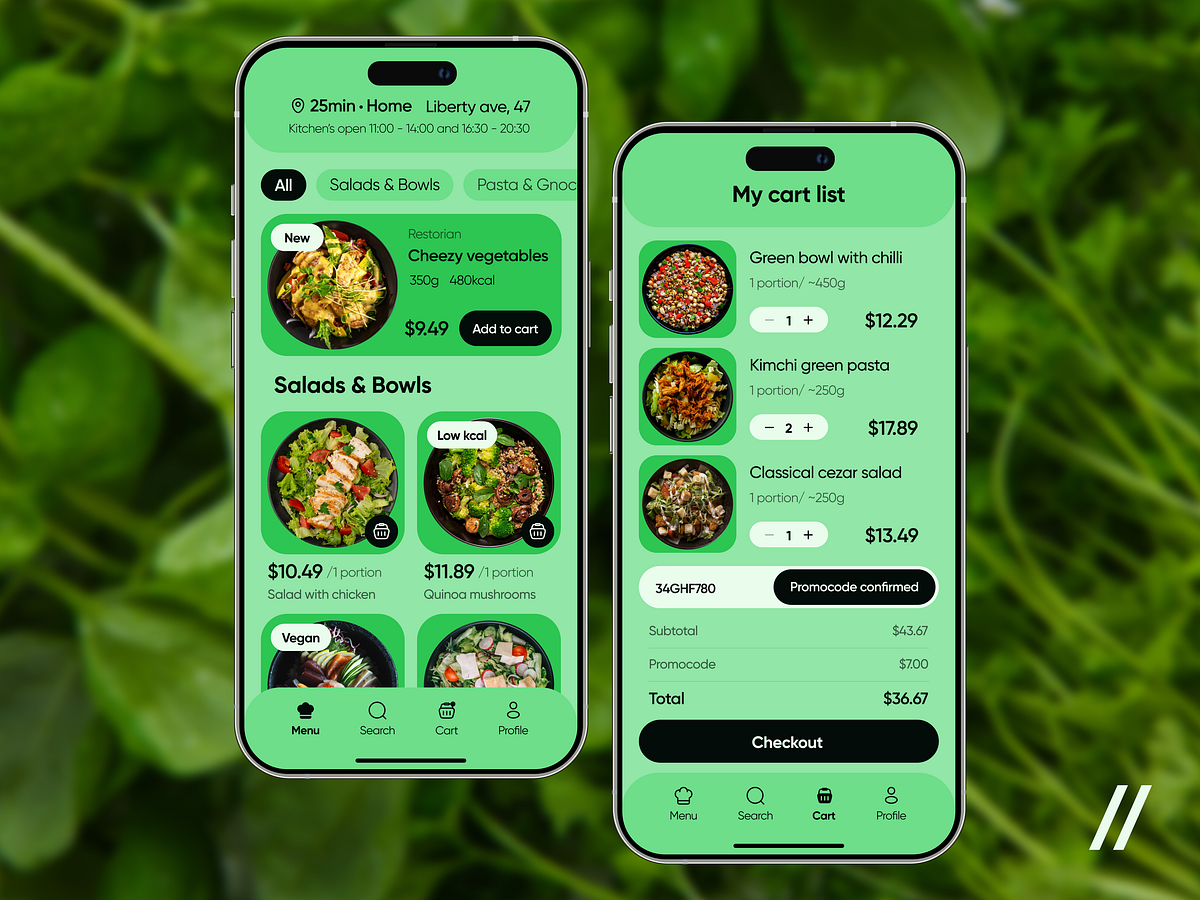 25min · Home Liberty ave, 47
Kitchen's open 11:00 - 14:00 and 16:30 - 20:30
All Salads & Bowls Pasta & Gnoc
New
Restorian
Cheezy vegetables
350g 480kcal
$9.49 Add to cart
Salads & Bowls
Low kcal
$10.49 /1 portion $11.89 /1 portion
Salad with chicken Quinoa mushrooms
Vegan
Menu Search Cart Profile
My cart list
Green bowl with chilli
1 portion/ ~450g
− 1 + $12.29
Kimchi green pasta
1 portion/ ~250g
− 2 + $17.89
Classical cezar salad
1 portion/ ~250g
− 1 + $13.49
34GHF780 Promocode confirmed
Subtotal $43.67
Promocode $7.00
Total $36.67
Checkout
Menu Search Cart Profile